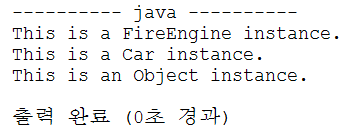 ---------- java ----------
This is a FireEngine instance.
This is a Car instance.
This is an Object instance.
출력 완료 (0초 경과)